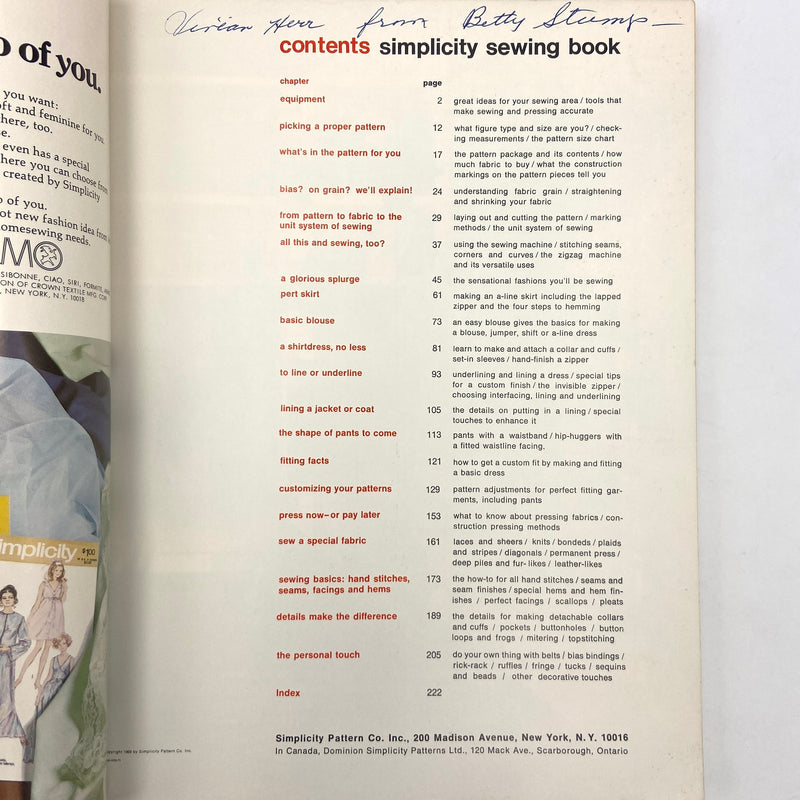 o of you.
you want:
oft and feminine for you.
here, too.
e.
even has a special
here you can choose from
created by Simplicity
o of you.
ot new fashion idea from
omesewing needs.
MO
SIBONNE, CIAO, SIRI, FORMITE,
ON OF CROWN TEXTILE MFG. CORP.
, NEW YORK, N.Y. 10018
implicity $1.00
Vivian Herr from Betty Stump
contents simplicity sewing book
chapter page
equipment 2 great ideas for your sewing area / tools that
make sewing and pressing accurate
picking a proper pattern 12 what figure type and size are you? / check-
ing measurements / the pattern size chart
what's in the pattern for you 17 the pattern package and its contents / how
much fabric to buy / what the construction
markings on the pattern pieces tell you
bias? on grain? we'll explain! 24 understanding fabric grain / straightening
and shrinking your fabric
from pattern to fabric to the 29 laying out and cutting the pattern / marking
unit system of sewing methods / the unit system of sewing
all this and sewing, too? 37 using the sewing machine / stitching seams,
corners and curves / the zigzag machine
and its versatile uses
a glorious splurge 45 the sensational fashions you'll be sewing
pert skirt 61 making an a-line skirt including the lapped
zipper and the four steps to hemming
basic blouse 73 an easy blouse gives the basics for making
a blouse, jumper, shift or a-line dress
a shirtdress, no less 81 learn to make and attach a collar and cuffs /
set-in sleeves / hand-finish a zipper
to line or underline 93 underlining and lining a dress / special tips
for a custom finish / the invisible zipper /
choosing interfacing, lining and underlining
lining a jacket or coat 105 the details on putting in a lining / special
touches to enhance it
the shape of pants to come 113 pants with a waistband / hip-huggers with
a fitted waistline facing.
fitting facts 121 how to get a custom fit by making and fitting
a basic dress
customizing your patterns 129 pattern adjustments for perfect fitting gar-
ments, including pants
press now–or pay later 153 what to know about pressing fabrics / con-
struction pressing methods
sew a special fabric 161 laces and sheers / knits / bondeds / plaids
and stripes / diagonals / permanent press /
deep piles and fur-likes / leather-likes
sewing basics: hand stitches, 173 the how-to for all hand stitches / seams and
seams, facings and hems seam finishes / special hems and hem fin-
ishes / perfect facings / scallops / pleats
details make the difference 189 the details for making detachable collars
and cuffs / pockets / buttonholes / button
loops and frogs / mitering / topstitching
the personal touch 205 do your own thing with belts / bias bindings /
rick-rack / ruffles / fringe / tucks / sequins
and beads / other decorative touches
Index 222
Simplicity Pattern Co. Inc., 200 Madison Avenue, New York, N.Y. 10016
In Canada, Dominion Simplicity Patterns Ltd., 120 Mack Ave., Scarborough, Ontario
by Simplicity Pattern Co. Inc.